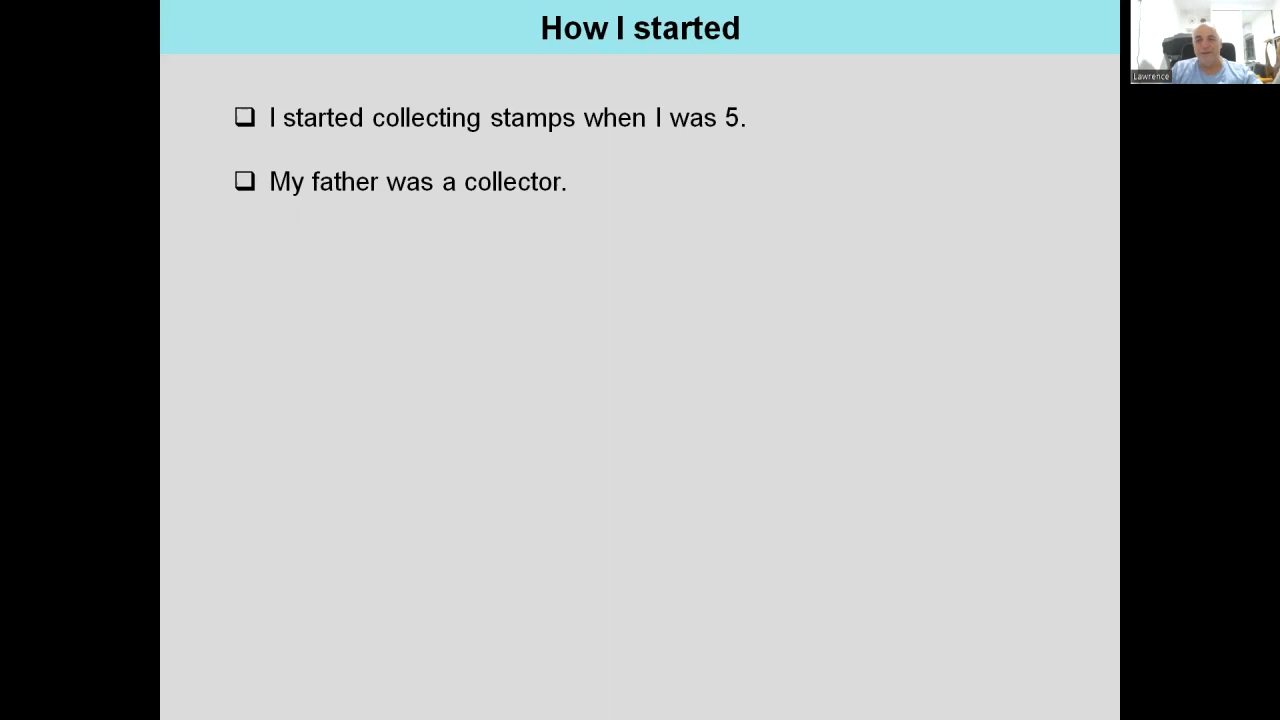 How I started
Lawrence
❑ I started collecting stamps when I was 5.
❑ My father was a collector.